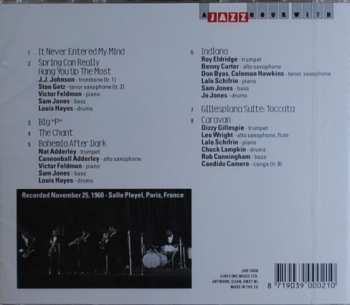 A JAZZ HOUR WITH
1 It Never Entered My Mind
2 Spring Can Really
Hang You Up The Most
J.J. Johnson - trombone (tr. 1)
Stan Getz - tenor saxophone (tr. 2)
Victor Feldman - piano
Sam Jones - bass
Louis Hayes - drums
3 Big "P"
4 The Chant
5 Bohemia After Dark
Nat Adderley - trumpet
Cannonball Adderley - alto saxophone
Victor Feldman - piano
Sam Jones - bass
Louis Hayes - drums
6 Indiana
Roy Eldridge - trumpet
Benny Carter - alto saxophone
Don Byas, Coleman Hawkins - tenor saxophone
Lalo Schifrin - piano
Sam Jones - bass
Jo Jones - drums
7 Gillespiana Suite: Toccata
8 Caravan
Dizzy Gillespie - trumpet
Leo Wright - alto saxophone, flute
Lalo Schifrin - piano
Chuck Lampkin - drums
Bob Cunningham - bass
Candido Camero - conga (tr. 8)
Recorded November 25, 1960 - Salle Pleyel, Paris, France
MADE IN THE EC
8 719039 000210